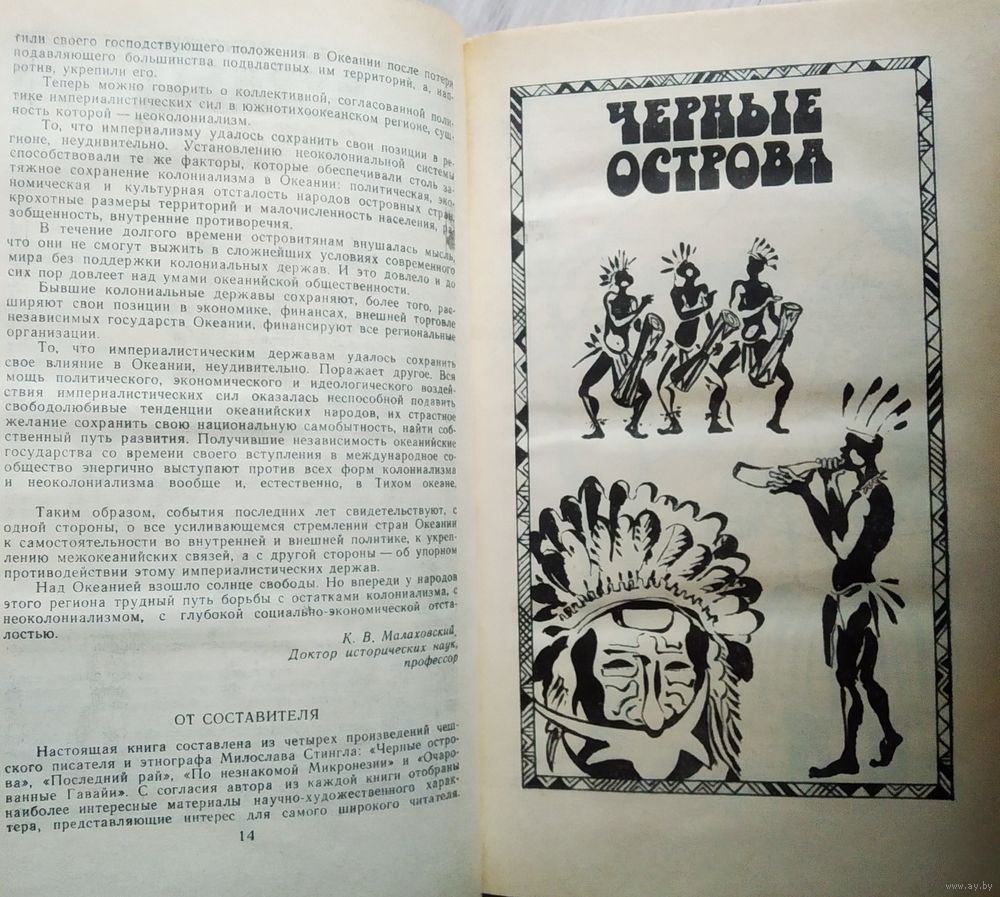 тили своего господствующего положения в Океании после потери
подавляющего большинства подвластных им территорий, а, нап-
ротив, укрепили его.
Теперь можно говорить о коллективной, согласованной поли-
тике империалистических сил в южнотихоокеанском регионе, сущ-
ность которой — неоколониализм.
То, что империализму удалось сохранить свои позиции в ре-
гионе, неудивительно. Установлению неоколониальной системы
способствовали те же факторы, которые обеспечивали столь за-
тяжное сохранение колониализма в Океании: политическая, эко-
номическая и культурная отсталость народов островных стран,
крохотные размеры территорий и малочисленность населения, ра-
зобщенность, внутренние противоречия.
В течение долгого времени островитянам внушалась мысль,
что они не смогут выжить в сложнейших условиях современного
мира без поддержки колониальных держав. И это довлело и до
сих пор довлеет над умами океанийской общественности.
Бывшие колониальные державы сохраняют, более того, рас-
ширяют свои позиции в экономике, финансах, внешней торговле
независимых государств Океании, финансируют все региональные
организации.
То, что империалистическим державам удалось сохранить
свое влияние в Океании, неудивительно. Поражает другое. Вся
мощь политического, экономического и идеологического воздей-
ствия империалистических сил оказалась неспособной подавить
свободолюбивые тенденции океанийских народов, их страстное
желание сохранить свою национальную самобытность, найти соб-
ственный путь развития. Получившие независимость океанийские
государства со времени своего вступления в международное со-
общество энергично выступают против всех форм колониализма
и неоколониализма вообще и, естественно, в Тихом океане.
Таким образом, события последних лет свидетельствуют, с
одной стороны, о все усиливающемся стремлении стран Океании
к самостоятельности во внутренней и внешней политике, к укреп-
лению межокеанийских связей, а с другой стороны — об упорном
противодействии этому империалистических держав.
Над Океанией взошло солнце свободы. Но впереди у народов
этого региона трудный путь борьбы с остатками колониализма, с
неоколониализмом, с глубокой социально-экономической отста-
лостью.
К. В. Малаховский,
Доктор исторических наук,
профессор
ОТ СОСТАВИТЕЛЯ
Настоящая книга составлена из четырех произведений чеш-
ского писателя и этнографа Милослава Стингла: «Черные остро-
ва», «Последний рай», «По незнакомой Микронезии» и «Очаро-
ванные Гавайи». С согласия автора из каждой книги отобраны
наиболее интересные материалы научно-художественного харак-
тера, представляющие интерес для самого широкого читателя.
14
ЧЕРНЫЕ
ОСТРОВА
www.ay.by